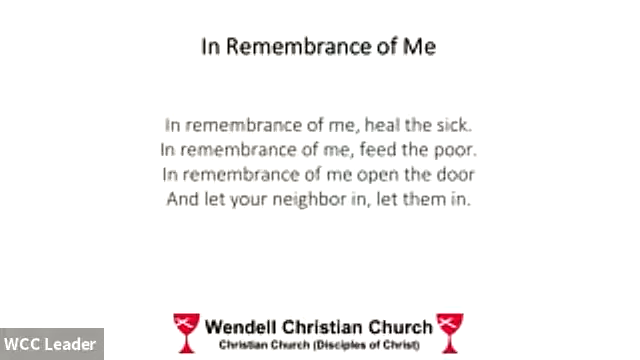 In Remembrance of Me
In remembrance of me, heal the sick.
In remembrance of me, feed the poor.
In remembrance of me open the door
And let your neighbor in, let them in.
Wendell Christian Church
Christian Church (Disciples of Christ)
WCC Leader